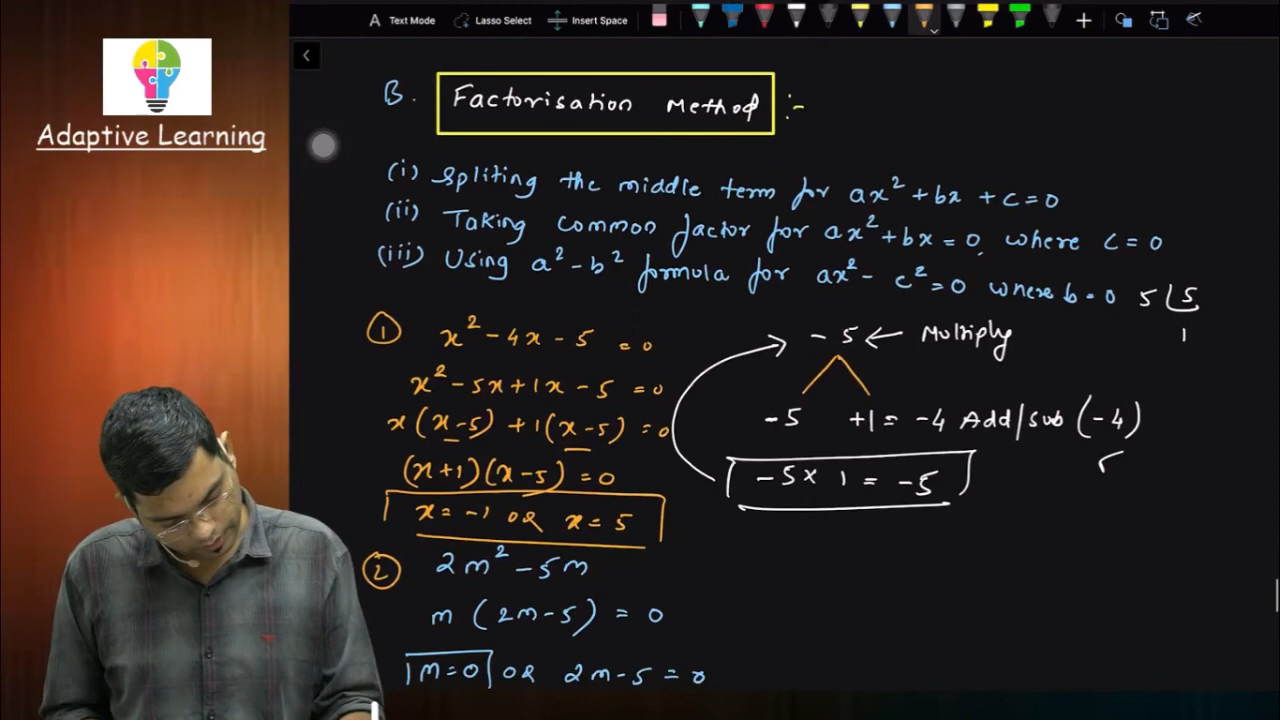 Text Mode
Lasso Select
Insert Space
Adaptive Learning
B. Factorisation Method :-
(i) Spliting the middle term for ax² + bx + c = 0
(ii) Taking common factor for ax² + bx = 0, where c = 0
(iii) Using a² - b² formula for ax² - c² = 0 where b = 0
5 | 5
1
① x² - 4x - 5 = 0
x² - 5x + 1x - 5 = 0
x (x - 5) + 1 (x - 5) = 0
(x + 1) (x - 5) = 0
x = -1 OR x = 5
-5 ← Multiply
-5 +1 = -4 Add/Sub (-4)
-5 × 1 = -5
② 2m² - 5m
m (2m - 5) = 0
m = 0 OR 2m - 5 = 0